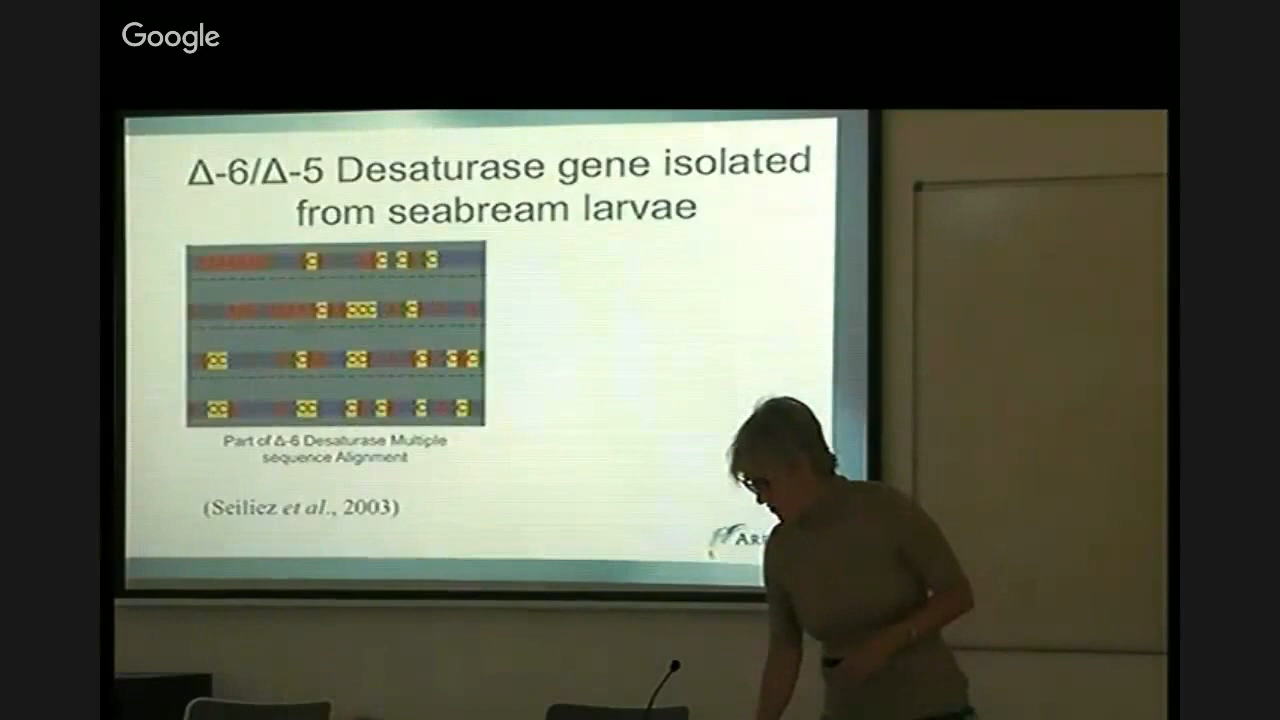 Google
Δ-6/Δ-5 Desaturase gene isolated
from seabream larvae
Part of Δ-6 Desaturase Multiple
sequence Alignment
(Seiliez et al., 2003)